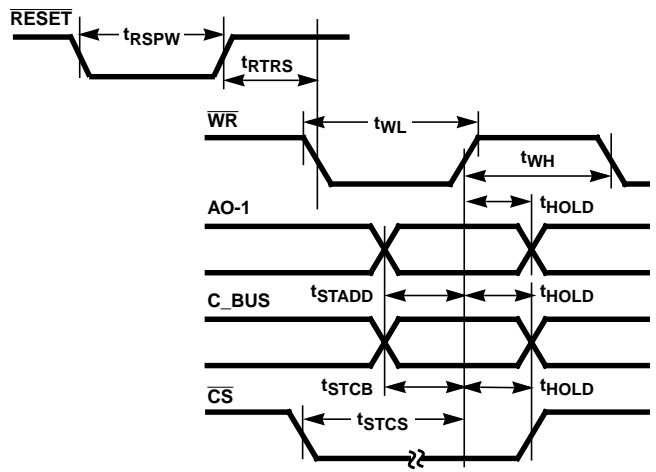 RESET
tRSPW
tRTRS
WR
tWL
tWH
AO-1
tHOLD
tSTADD
tHOLD
C_BUS
tSTCB
tHOLD
CS
tSTCS